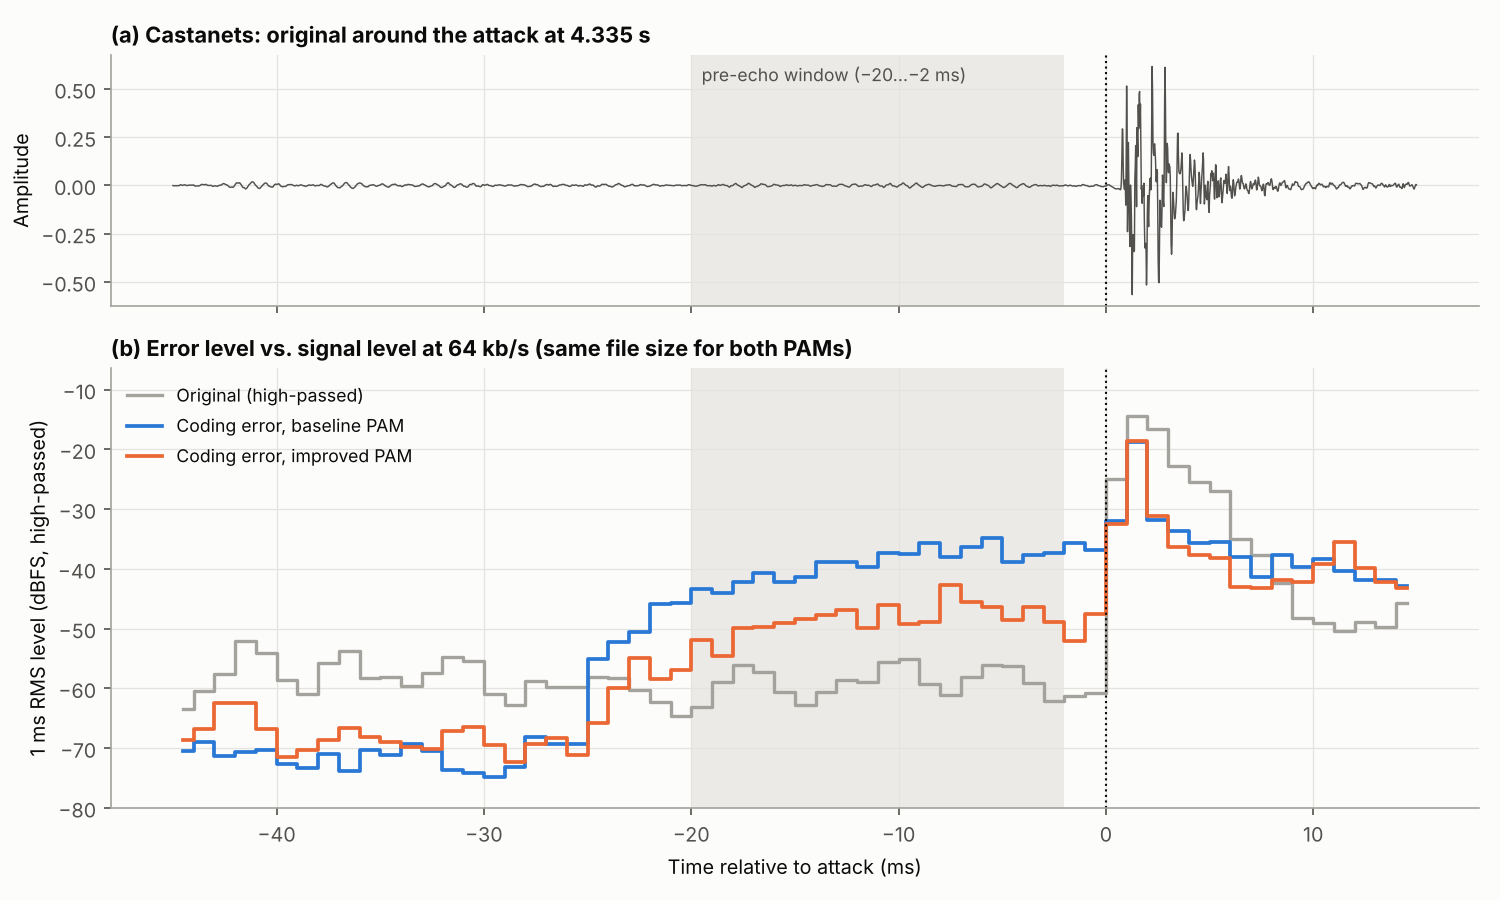 (a) Castanets: original around the attack at 4.335 s
pre-echo window (−20…−2 ms)
Amplitude
0.50
0.25
0.00
−0.25
−0.50
(b) Error level vs. signal level at 64 kb/s (same file size for both PAMs)
Original (high-passed)
Coding error, baseline PAM
Coding error, improved PAM
1 ms RMS level (dBFS, high-passed)
−10
−20
−30
−40
−50
−60
−70
−80
−40 −30 −20 −10 0 10
Time relative to attack (ms)